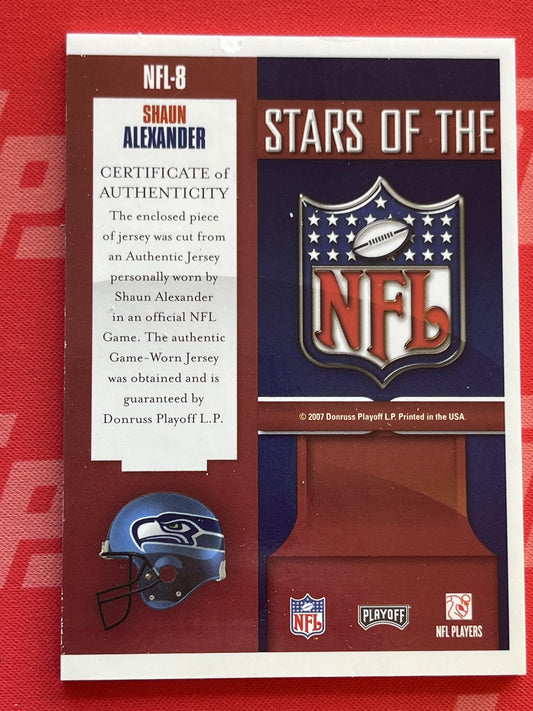 NFL-8
SHAUN
ALEXANDER
CERTIFICATE of
AUTHENTICITY
The enclosed piece
of jersey was cut from
an Authentic Jersey
personally worn by
Shaun Alexander
in an official NFL
Game. The authentic
Game-Worn Jersey
was obtained and is
guaranteed by
Donruss Playoff L.P.
STARS OF THE
NFL
© 2007 Donruss Playoff L.P. Printed in the USA.
NFL
PLAYOFF
NFL PLAYERS